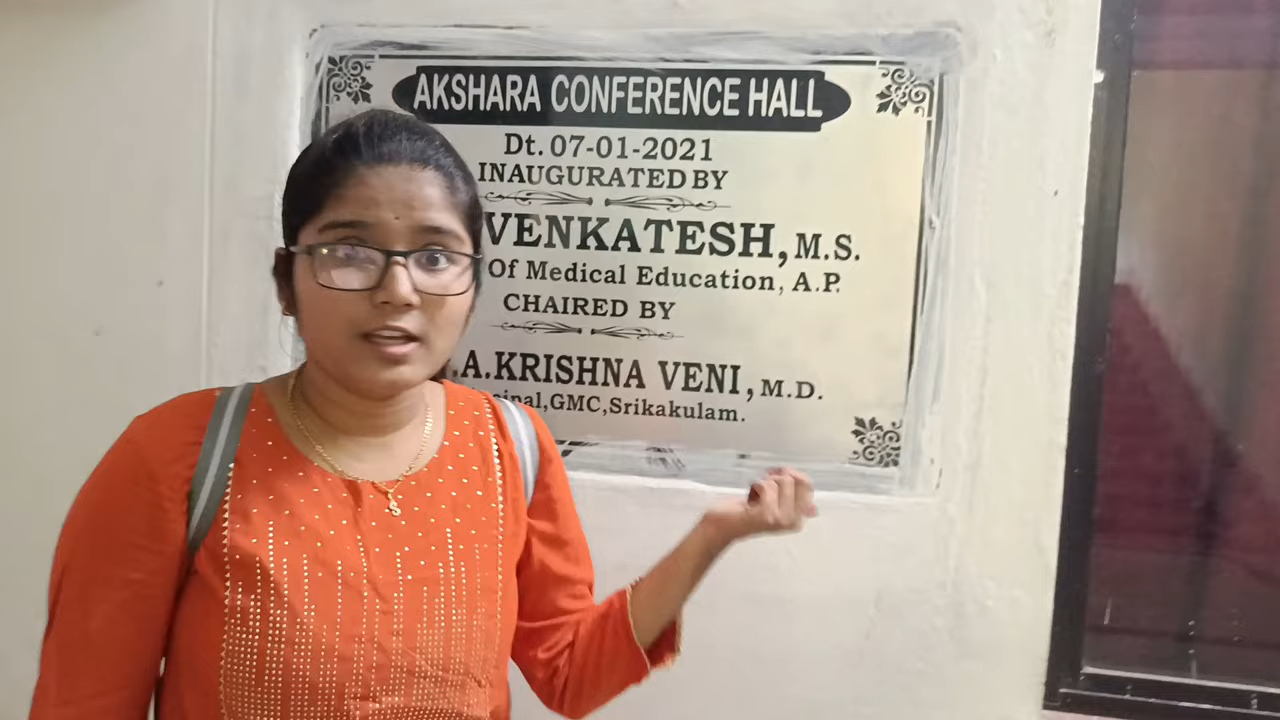 AKSHARA CONFERENCE HALL
Dt. 07-01-2021
INAUGURATED BY
VENKATESH, M.S.
Of Medical Education, A.P.
CHAIRED BY
.A.KRISHNA VENI, M.D.
GMC,Srikakulam.